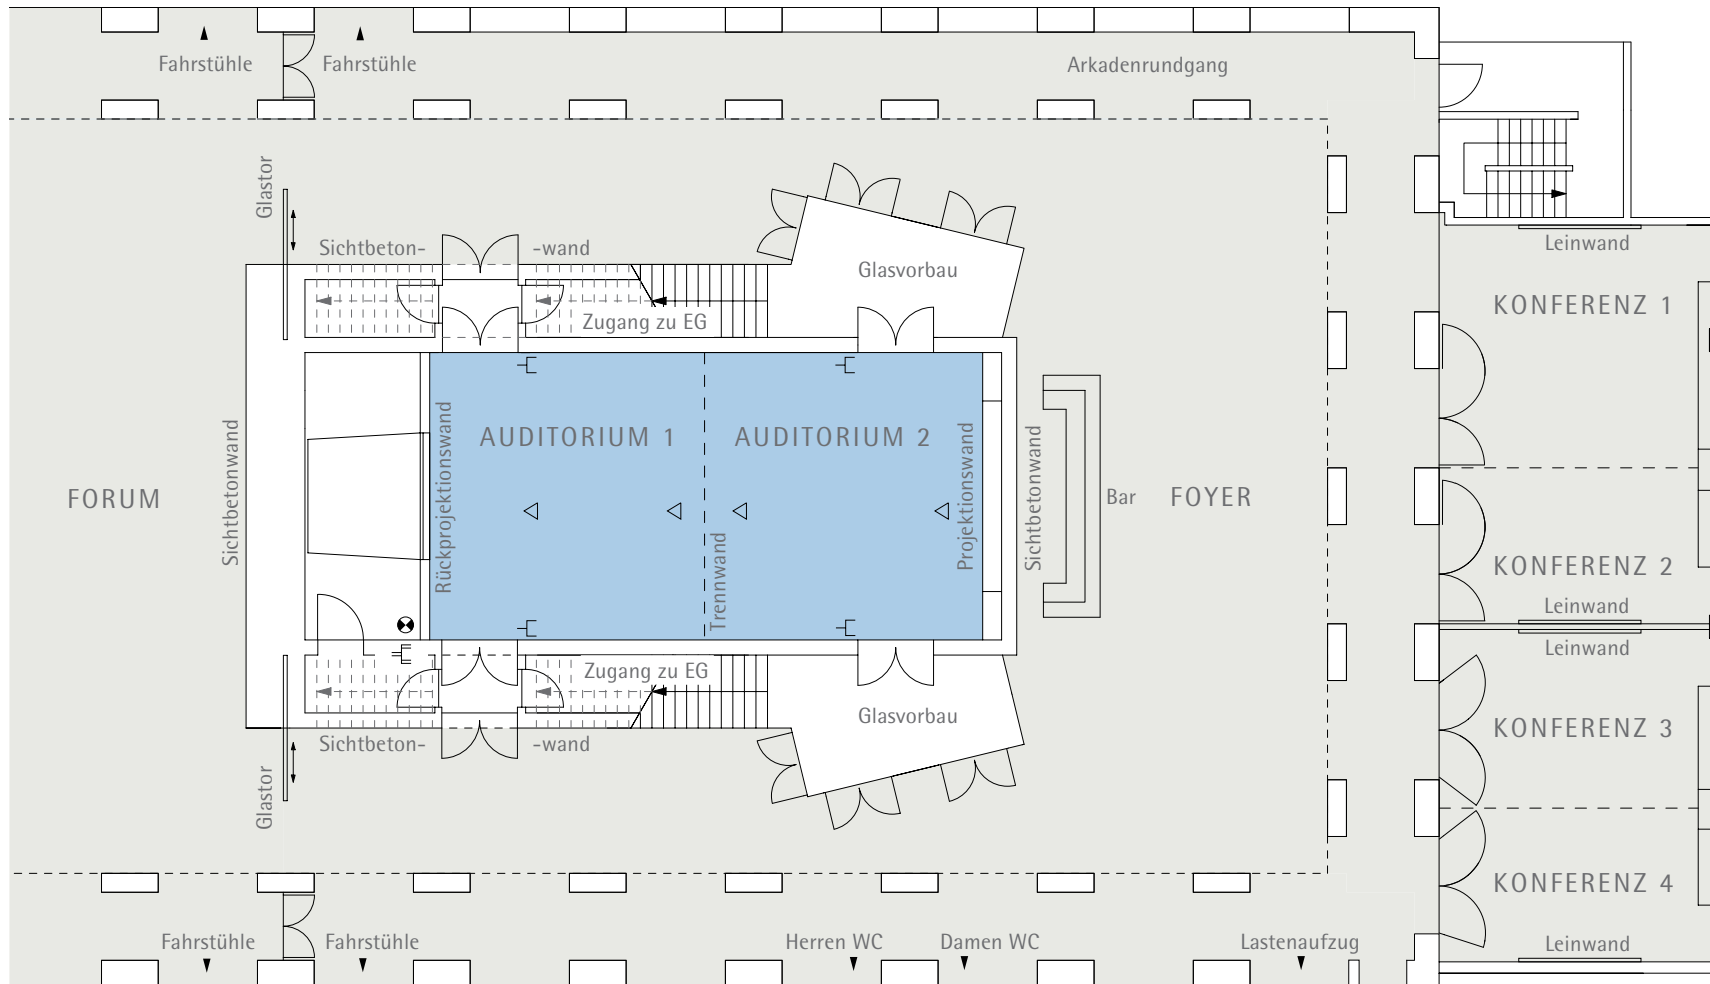 Fahrstühle
Fahrstühle
Arkadenrundgang
Glastor
Sichtbeton-
-wand
Glasvorbau
Leinwand
KONFERENZ 1
Zugang zu EG
AUDITORIUM 1
AUDITORIUM 2
FORUM
Sichtbetonwand
Rückprojektionswand
Trennwand
Projektionswand
Sichtbetonwand
Bar
FOYER
KONFERENZ 2
Leinwand
Leinwand
Zugang zu EG
Glasvorbau
KONFERENZ 3
Sichtbeton-
-wand
Glastor
KONFERENZ 4
Fahrstühle
Fahrstühle
Herren WC
Damen WC
Lastenaufzug
Leinwand